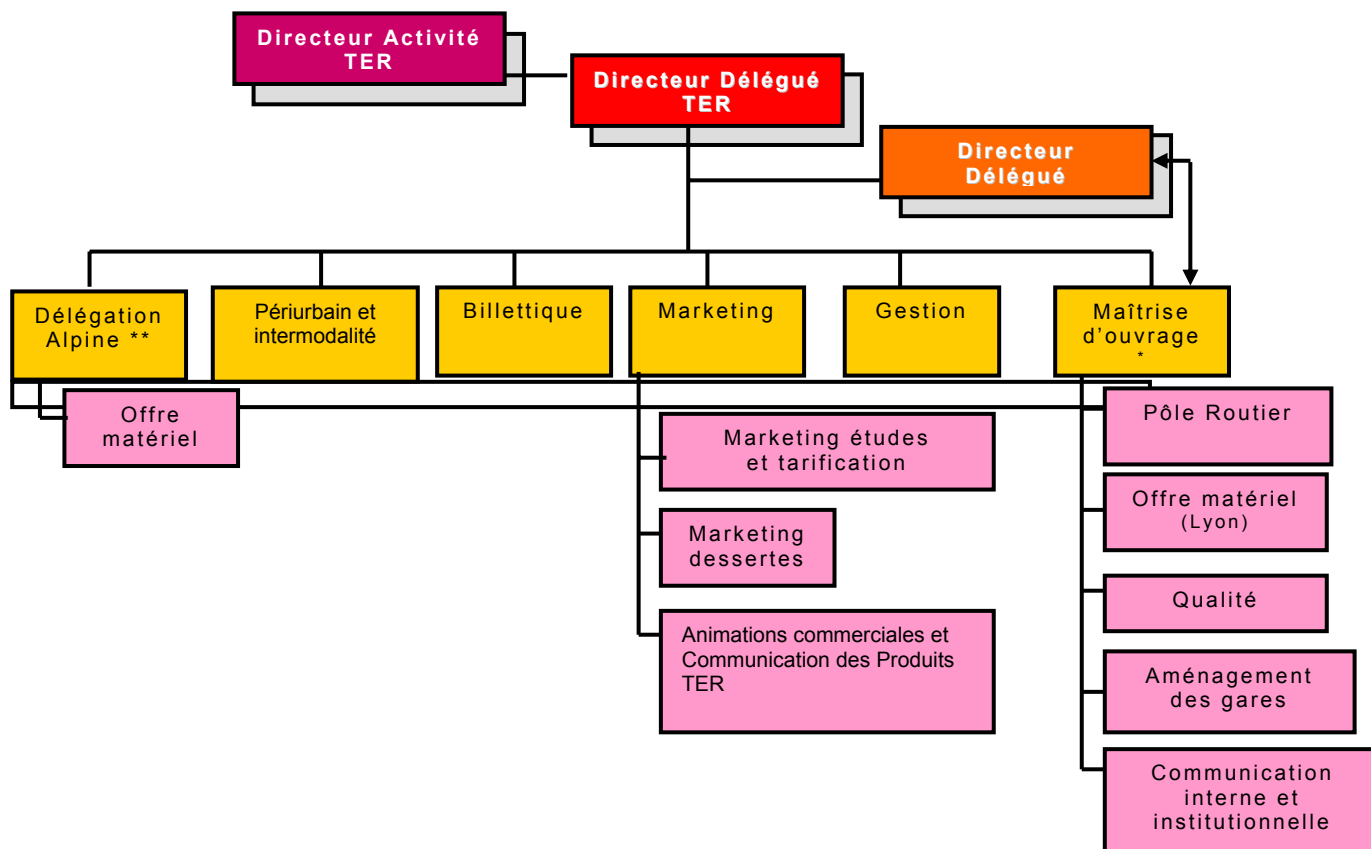 Directeur Activité
TER
Directeur Délégué
TER
Directeur
Délégué
Délégation
Alpine **
Périurbain et
intermodalité
Billettique
Marketing
Gestion
Maîtrise
d’ouvrage
*
Offre
matériel
Marketing études
et tarification
Marketing
dessertes
Animations commerciales et
Communication des Produits
TER
Pôle Routier
Offre matériel
(Lyon)
Qualité
Aménagement
des gares
Communication
interne et
institutionnelle